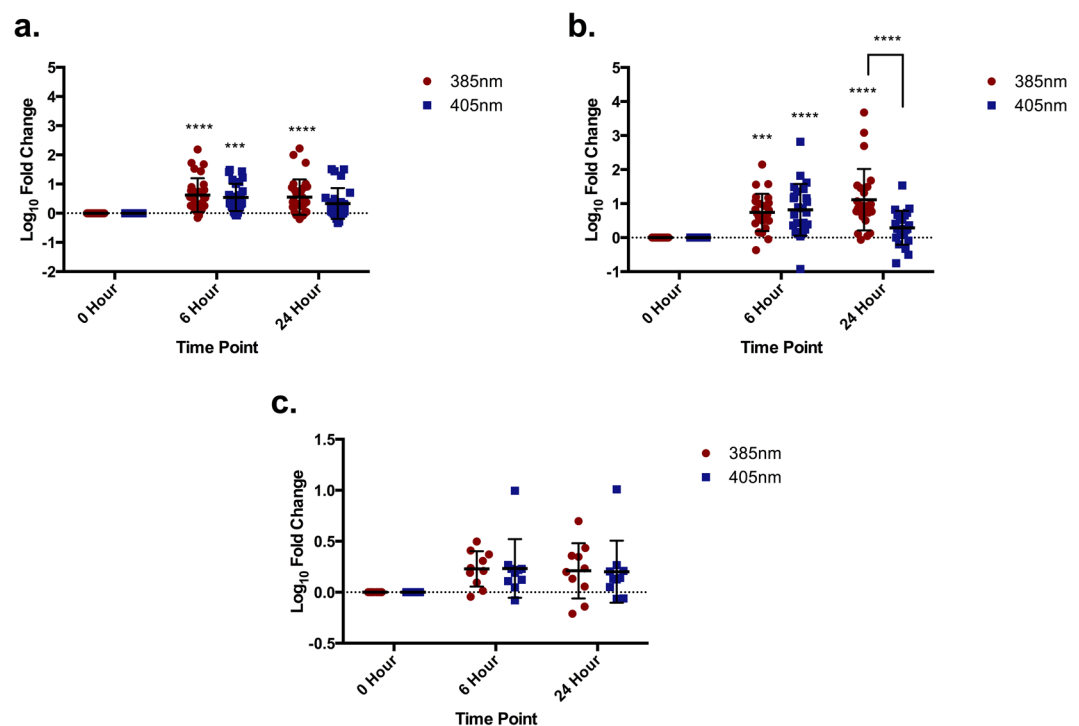 a.
5
4
3
2
1
0
-1
-2
Log10 Fold Change
**** *** ****
385nm
405nm
0 Hour 6 Hour 24 Hour
Time Point
b.
5
4
3
2
1
0
-1
Log10 Fold Change
****
*** **** ****
385nm
405nm
0 Hour 6 Hour 24 Hour
Time Point
c.
1.5
1.0
0.5
0.0
-0.5
Log10 Fold Change
385nm
405nm
0 Hour 6 Hour 24 Hour
Time Point